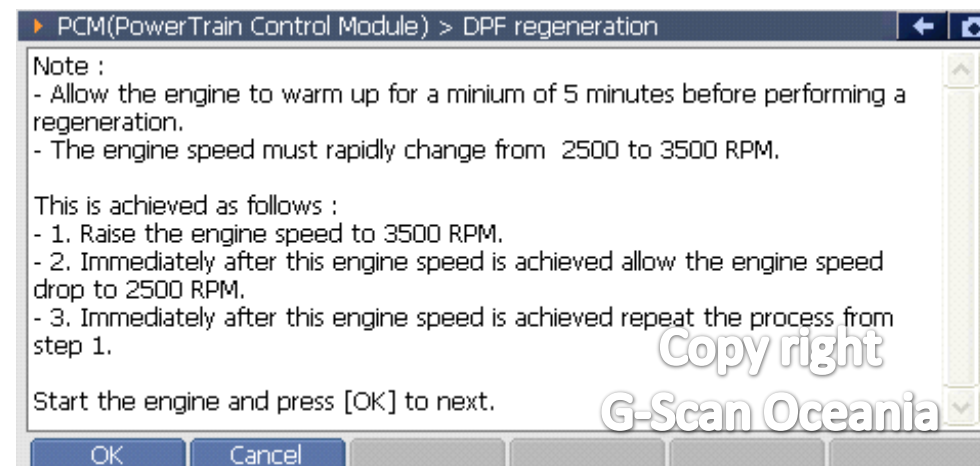 PCM(PowerTrain Control Module) > DPF regeneration
Note :
- Allow the engine to warm up for a minium of 5 minutes before performing a
regeneration.
- The engine speed must rapidly change from  2500 to 3500 RPM.
This is achieved as follows :
- 1. Raise the engine speed to 3500 RPM.
- 2. Immediately after this engine speed is achieved allow the engine speed
drop to 2500 RPM.
- 3. Immediately after this engine speed is achieved repeat the process from
step 1.
Copy right
Start the engine and press [OK] to next.
G-Scan Oceania
OK
Cancel